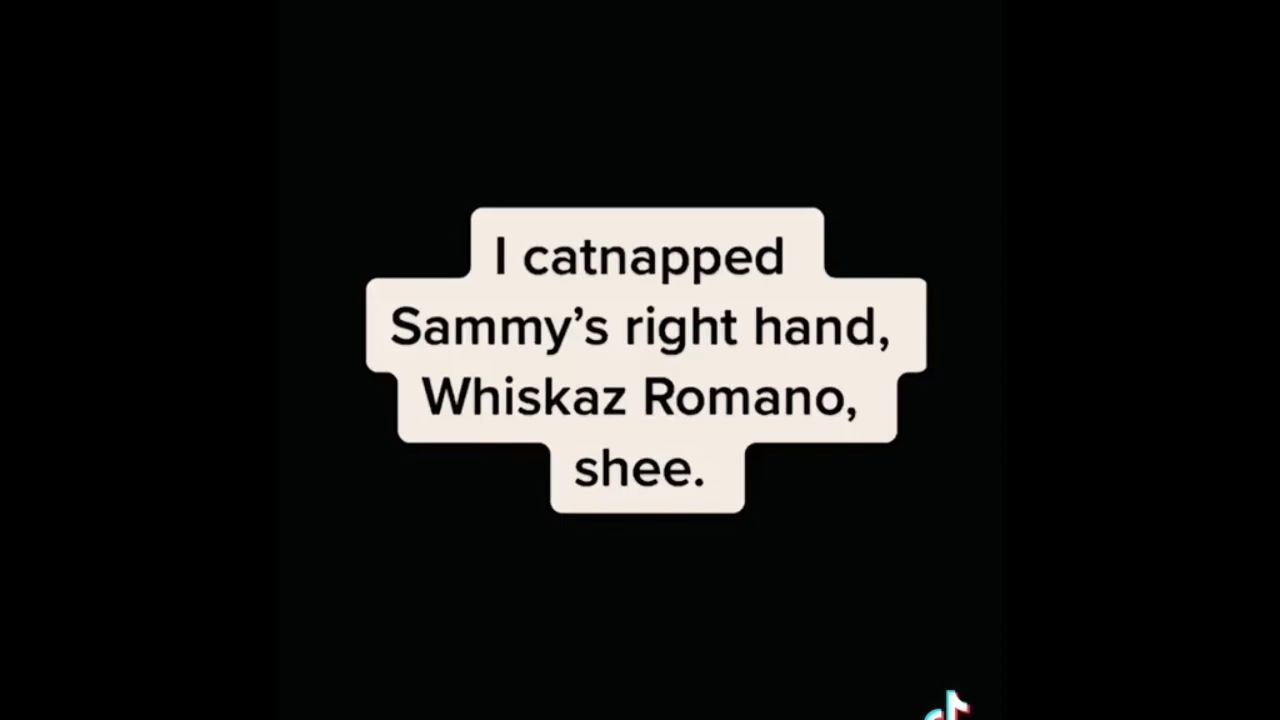 I catnapped
Sammy’s right hand,
Whiskaz Romano,
shee.